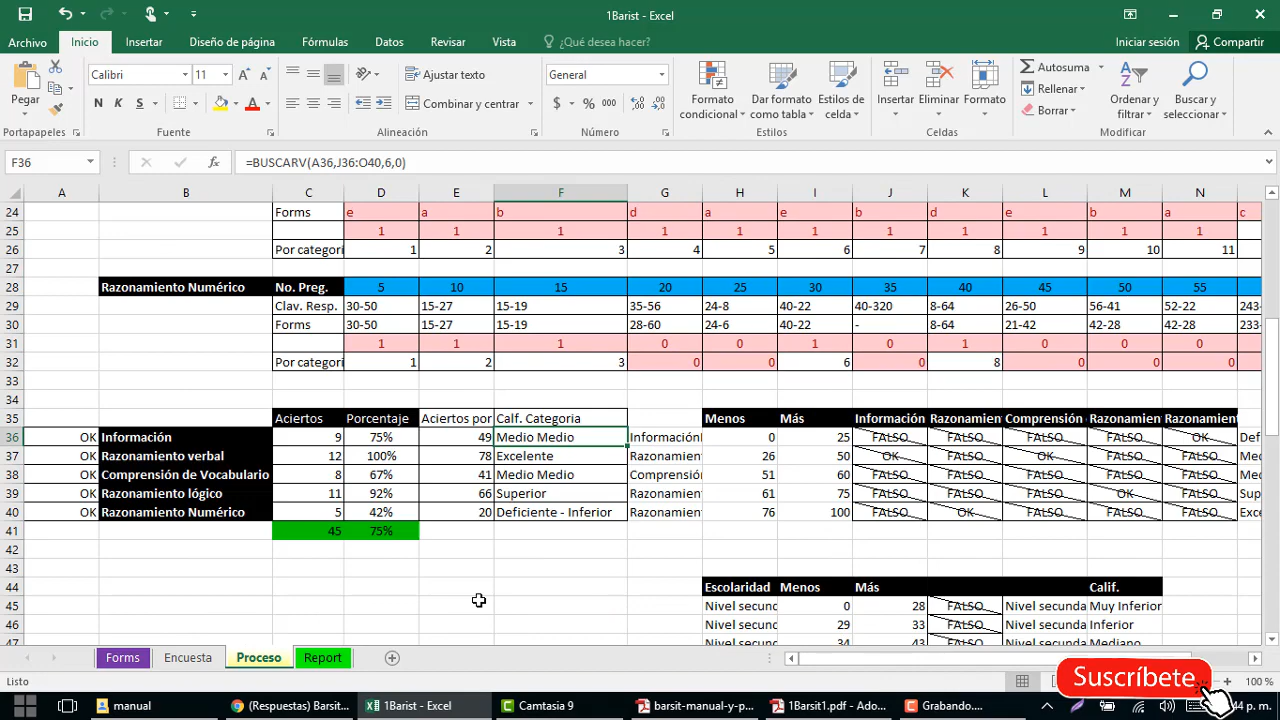 1Barist - Excel
Archivo Inicio Insertar Diseño de página Fórmulas Datos Revisar Vista ¿Qué desea hacer? Iniciar sesión Compartir
Pegar Calibri 11 N K S Ajustar texto Combinar y centrar General $ % 000 Formato condicional Dar formato como tabla Estilos de celda Insertar Eliminar Formato Autosuma Rellenar Borrar Ordenar y filtrar Buscar y seleccionar
Portapapeles Fuente Alineación Número Estilos Celdas Modificar
F36 fx =BUSCARV(A36,J36:O40,6,0)
A B C D E F G H I J K L M N
24 Forms e a b d a e b d e b a c
25 1 1 1 1 1 1 1 1 1 1 1
26 Por categori 1 2 3 4 5 6 7 8 9 10 11
27
28 Razonamiento Numérico No. Preg. 5 10 15 20 25 30 35 40 45 50 55
29 Clav. Resp. 30-50 15-27 15-19 35-56 24-8 40-22 40-320 8-64 26-50 56-41 52-22 243-
30 Forms 30-50 15-27 15-19 28-60 24-6 40-22 - 8-64 21-42 42-28 42-28 233-
31 1 1 1 0 0 1 0 1 0 0 0
32 Por categori 1 2 3 0 0 6 0 8 0 0 0
33
34
35 Aciertos Porcentaje Aciertos por Calf. Categoria Menos Más Información Razonamien Comprensión Razonamien Razonamient
36 OK Información 9 75% 49 Medio Medio Información 0 25 FALSO FALSO FALSO FALSO OK Def
37 OK Razonamiento verbal 12 100% 78 Excelente Razonamien 26 50 OK FALSO OK FALSO FALSO Med
38 OK Comprensión de Vocabulario 8 67% 41 Medio Medio Comprensión 51 60 FALSO FALSO FALSO FALSO FALSO Med
39 OK Razonamiento lógico 11 92% 66 Superior Razonamien 61 75 FALSO FALSO FALSO OK FALSO Sup
40 OK Razonamiento Numérico 5 42% 20 Deficiente - Inferior Razonamien 76 100 FALSO OK FALSO FALSO FALSO Exce
41 45 75%
42
43
44 Escolaridad Menos Más Calif.
45 Nivel secund 0 28 FALSO Nivel secunda Muy Inferior
46 Nivel secund 29 33 FALSO Nivel secunda Inferior
47 Nivel secund 34 43 FALSO Nivel secunda Mediano
Forms Encuesta Proceso Report
Listo Suscríbete 100 %
manual (Respuestas) Barsit... 1Barist - Excel Camtasia 9 barsit-manual-y-p... 1Barsit1.pdf - Ado... Grabando.... 44 p. m.